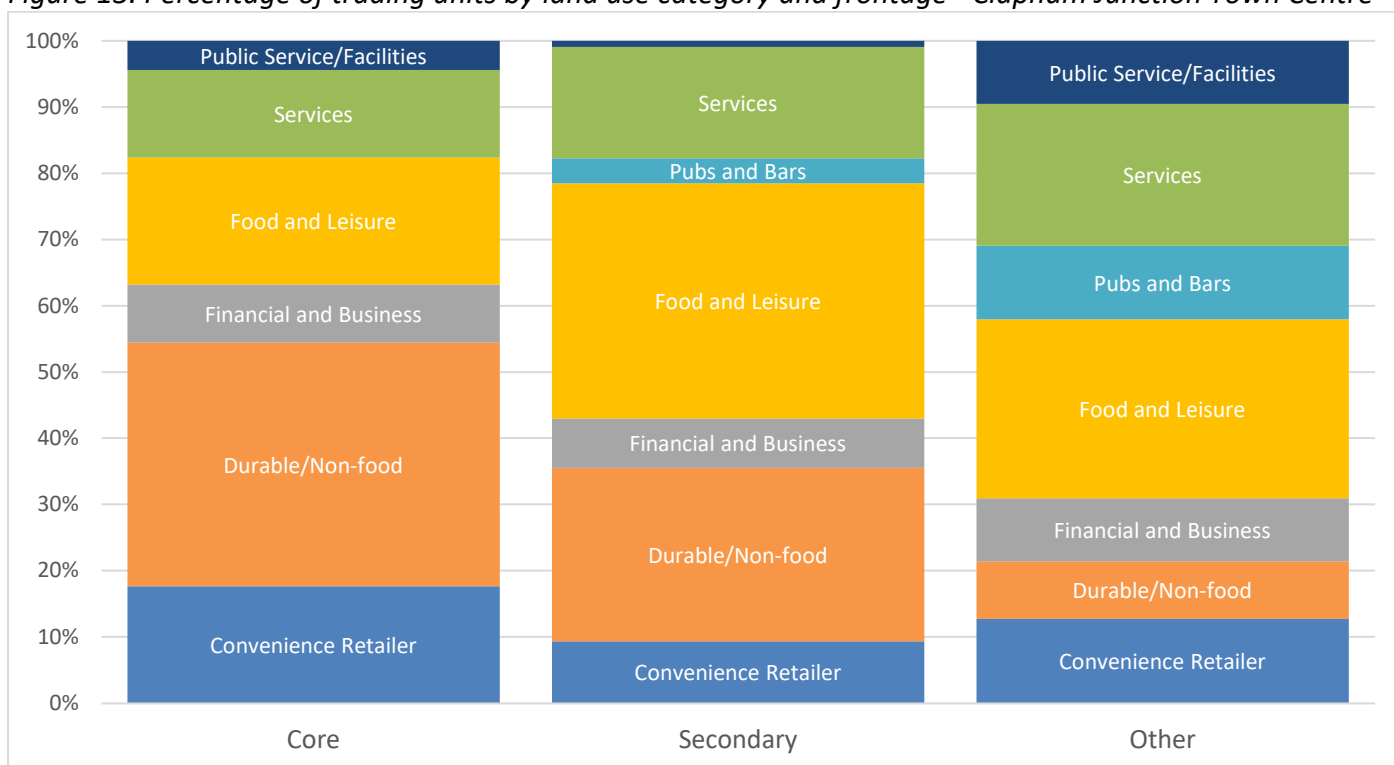 Figure 13. Percentage of trading units by land use category and frontage - Clapham Junction Town Centre
100%
90%
80%
70%
60%
50%
40%
30%
20%
10%
0%
Public Service/Facilities
Services
Food and Leisure
Financial and Business
Durable/Non-food
Convenience Retailer
Services
Pubs and Bars
Food and Leisure
Financial and Business
Durable/Non-food
Convenience Retailer
Public Service/Facilities
Services
Pubs and Bars
Food and Leisure
Financial and Business
Durable/Non-food
Convenience Retailer
Core
Secondary
Other